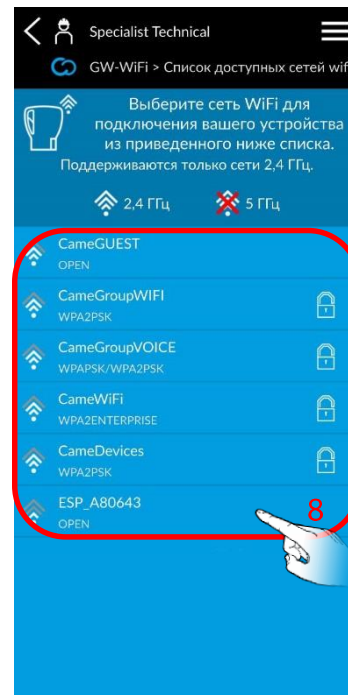 Specialist Technical
GW-WiFi > Список доступных сетей wif
Выберите сеть WiFi для
подключения вашего устройства
из приведенного ниже списка.
Поддерживаются только сети 2,4 ГГц.
2,4 ГГц 5 ГГц
CameGUEST
OPEN
CameGroupWIFI
WPA2PSK
CameGroupVOICE
WPAPSK/WPA2PSK
CameWiFi
WPA2ENTERPRISE
CameDevices
WPA2PSK
ESP_A80643
OPEN
8